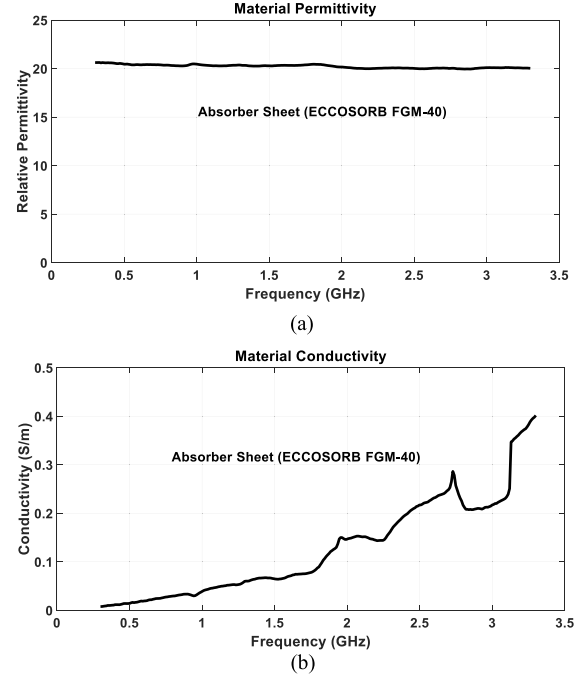 Material Permittivity
25
20
15
10
5
0
Relative Permittivity
Absorber Sheet (ECCOSORB FGM-40)
0 0.5 1 1.5 2 2.5 3 3.5
Frequency (GHz)
(a)
Material Conductivity
0.5
0.4
0.3
0.2
0.1
0
Conductivity (S/m)
Absorber Sheet (ECCOSORB FGM-40)
0 0.5 1 1.5 2 2.5 3 3.5
Frequency (GHz)
(b)